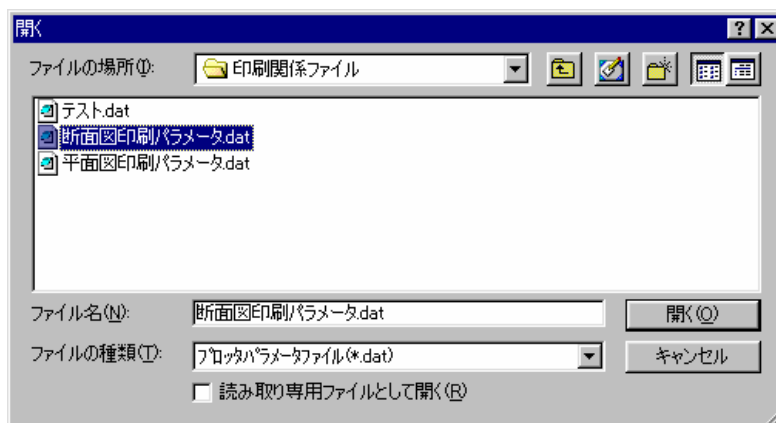 開く
ファイルの場所(I):
印刷関係ファイル
テスト.dat
断面図印刷パラメータ.dat
平面図印刷パラメータ.dat
ファイル名(N):
断面図印刷パラメータ.dat
開く(O)
ファイルの種類(T):
プロッタパラメータファイル(*.dat)
キャンセル
読み取り専用ファイルとして開く(R)